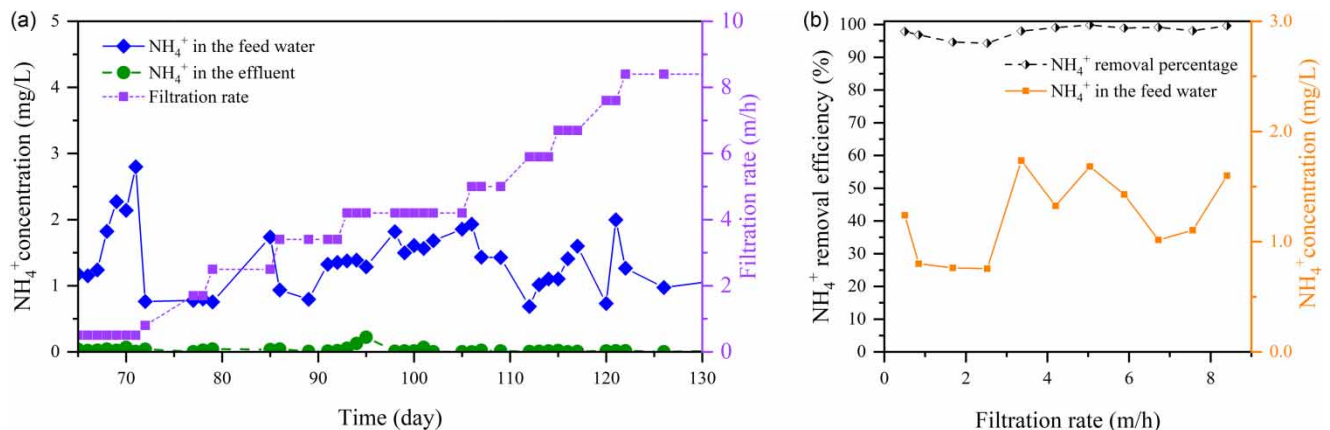 (a)
NH₄⁺ concentration (mg/L)
5
4
3
2
1
0
NH₄⁺ in the feed water
NH₄⁺ in the effluent
Filtration rate
10
8
6
4
2
0
Filtration rate (m/h)
70 80 90 100 110 120 130
Time (day)
(b)
NH₄⁺ removal efficiency (%)
100
90
80
70
60
50
40
30
20
10
0
NH₄⁺ removal percentage
NH₄⁺ in the feed water
3.0
2.0
1.0
0.0
NH₄⁺ concentration (mg/L)
0 2 4 6 8
Filtration rate (m/h)